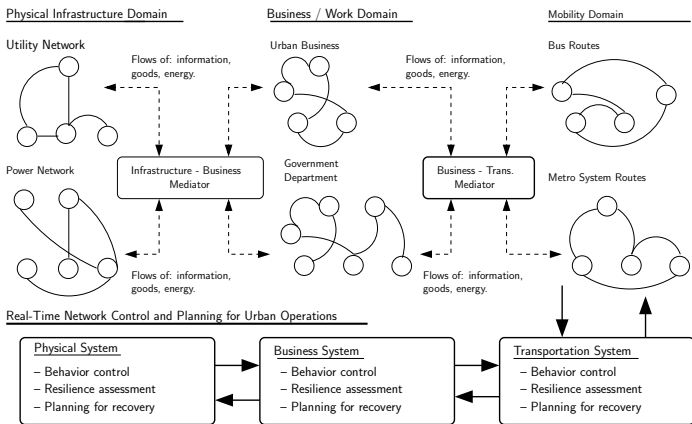 Physical Infrastructure Domain
Business / Work Domain
Mobility Domain
Utility Network
Flows of: information,
goods, energy.
Urban Business
Flows of: information,
goods, energy.
Bus Routes
Power Network
Infrastructure - Business
Mediator
Government
Department
Business - Trans.
Mediator
Metro System Routes
Flows of: information,
goods, energy.
Flows of: information,
goods, energy.
Real-Time Network Control and Planning for Urban Operations
Physical System
– Behavior control
– Resilience assessment
– Planning for recovery
Business System
– Behavior control
– Resilience assessment
– Planning for recovery
Transportation System
– Behavior control
– Resilience assessment
– Planning for recovery